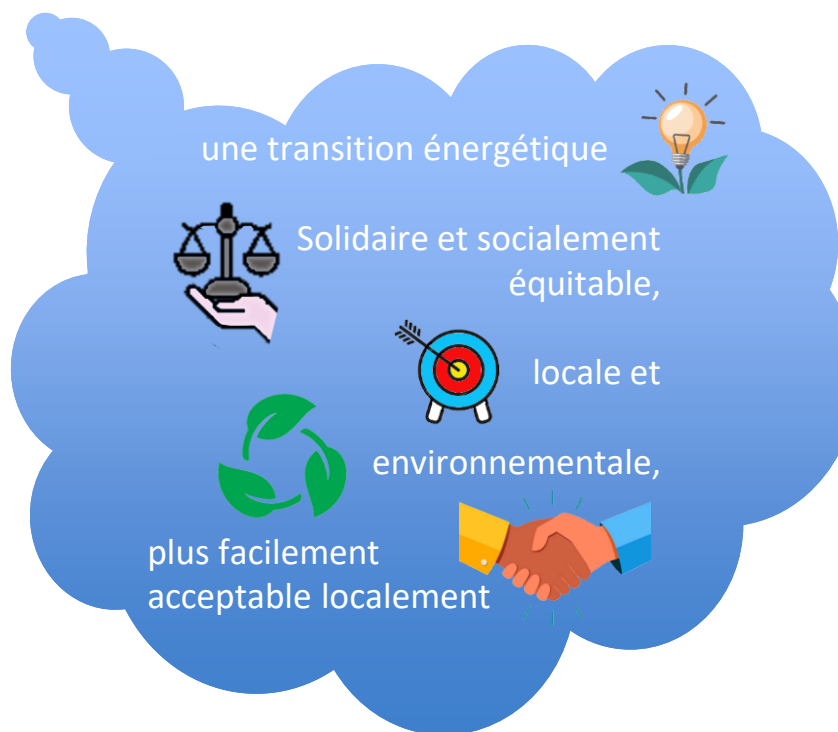 une transition énergétique
Solidaire et socialement
équitable,
locale et
environnementale,
plus facilement
acceptable localement